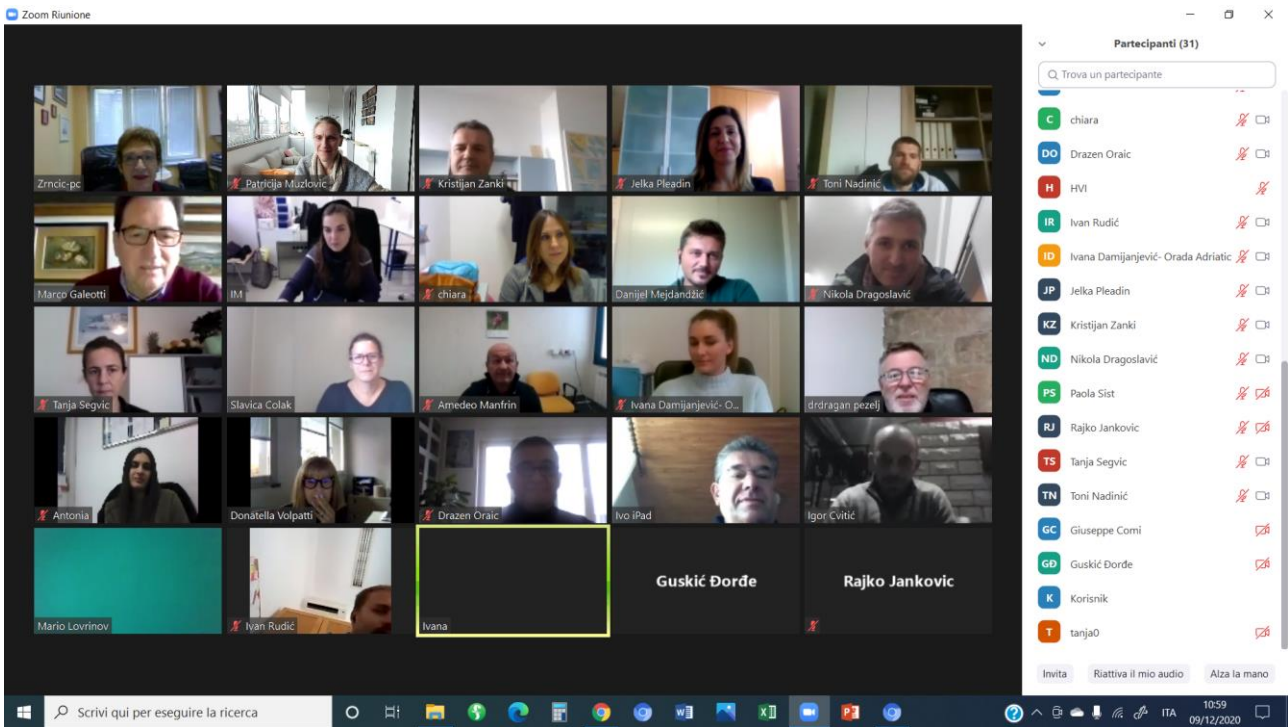 Zoom Riunione
Zrncic-pc
Patricija Muzlovic
Kristijan Zanki
Jelka Pleadin
Toni Nadinić
Marco Galeotti
IM
chiara
Danijel Mejdandžić
Nikola Dragoslavić
Tanja Segvic
Slavica Colak
Amedeo Manfrin
Ivana Damijanjević- O...
drdragan pezelj
Antonia
Donatella Volpatti
Drazen Oraic
Ivo iPad
Igor Cvitić
Mario Lovrinov
Ivan Rudić
Ivana
Guskić Đorđe
Rajko Jankovic
Partecipanti (31)
Trova un partecipante
C chiara
DO Drazen Oraic
H HVI
IR Ivan Rudić
ID Ivana Damijanjević- Orada Adriatic
JP Jelka Pleadin
KZ Kristijan Zanki
ND Nikola Dragoslavić
PS Paola Sist
RJ Rajko Jankovic
TS Tanja Segvic
TN Toni Nadinić
GC Giuseppe Comi
GĐ Guskić Đorđe
K Korisnik
T tanja0
Invita Riattiva il mio audio Alza la mano
Scrivi qui per eseguire la ricerca
ITA
10:59
09/12/2020